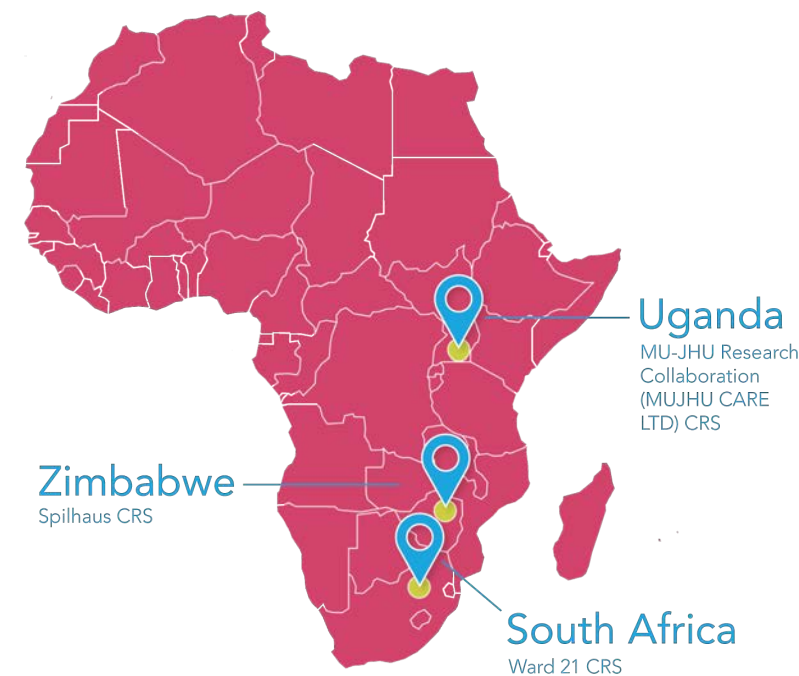 Uganda
MU-JHU Research
Collaboration
(MUJHU CARE
LTD) CRS
Zimbabwe
Spilhaus CRS
South Africa
Ward 21 CRS